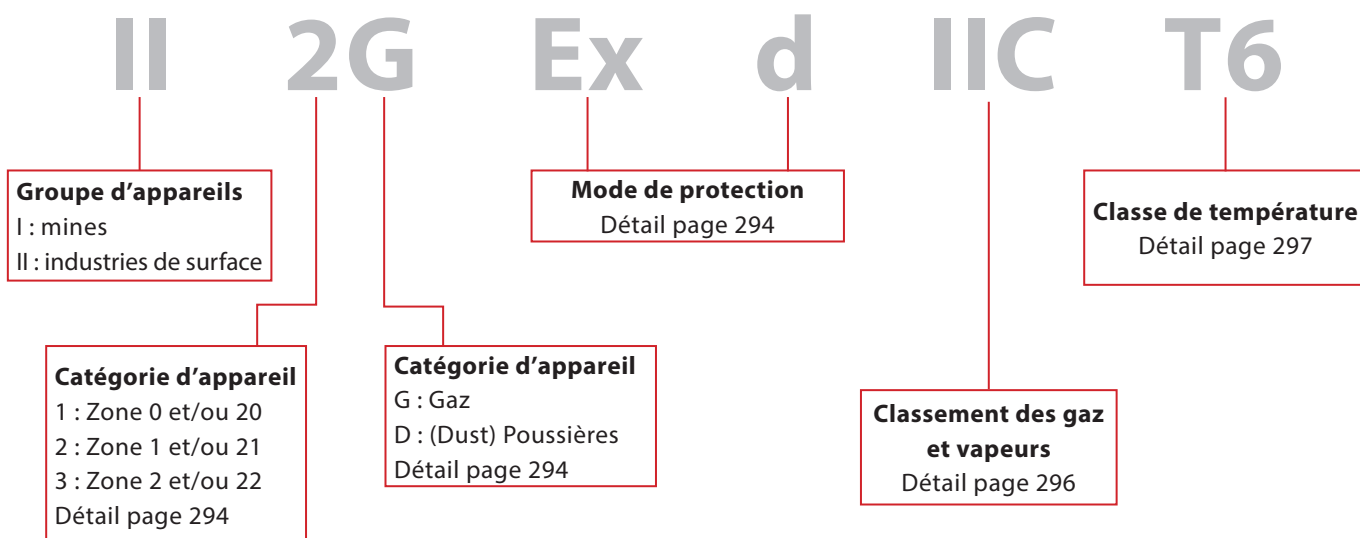 II 2G Ex d IIC T6
Groupe d'appareils
I : mines
II : industries de surface
Mode de protection
Détail page 294
Classe de température
Détail page 297
Catégorie d'appareil
1 : Zone 0 et/ou 20
2 : Zone 1 et/ou 21
3 : Zone 2 et/ou 22
Détail page 294
Catégorie d'appareil
G : Gaz
D : (Dust) Poussières
Détail page 294
Classement des gaz
et vapeurs
Détail page 296